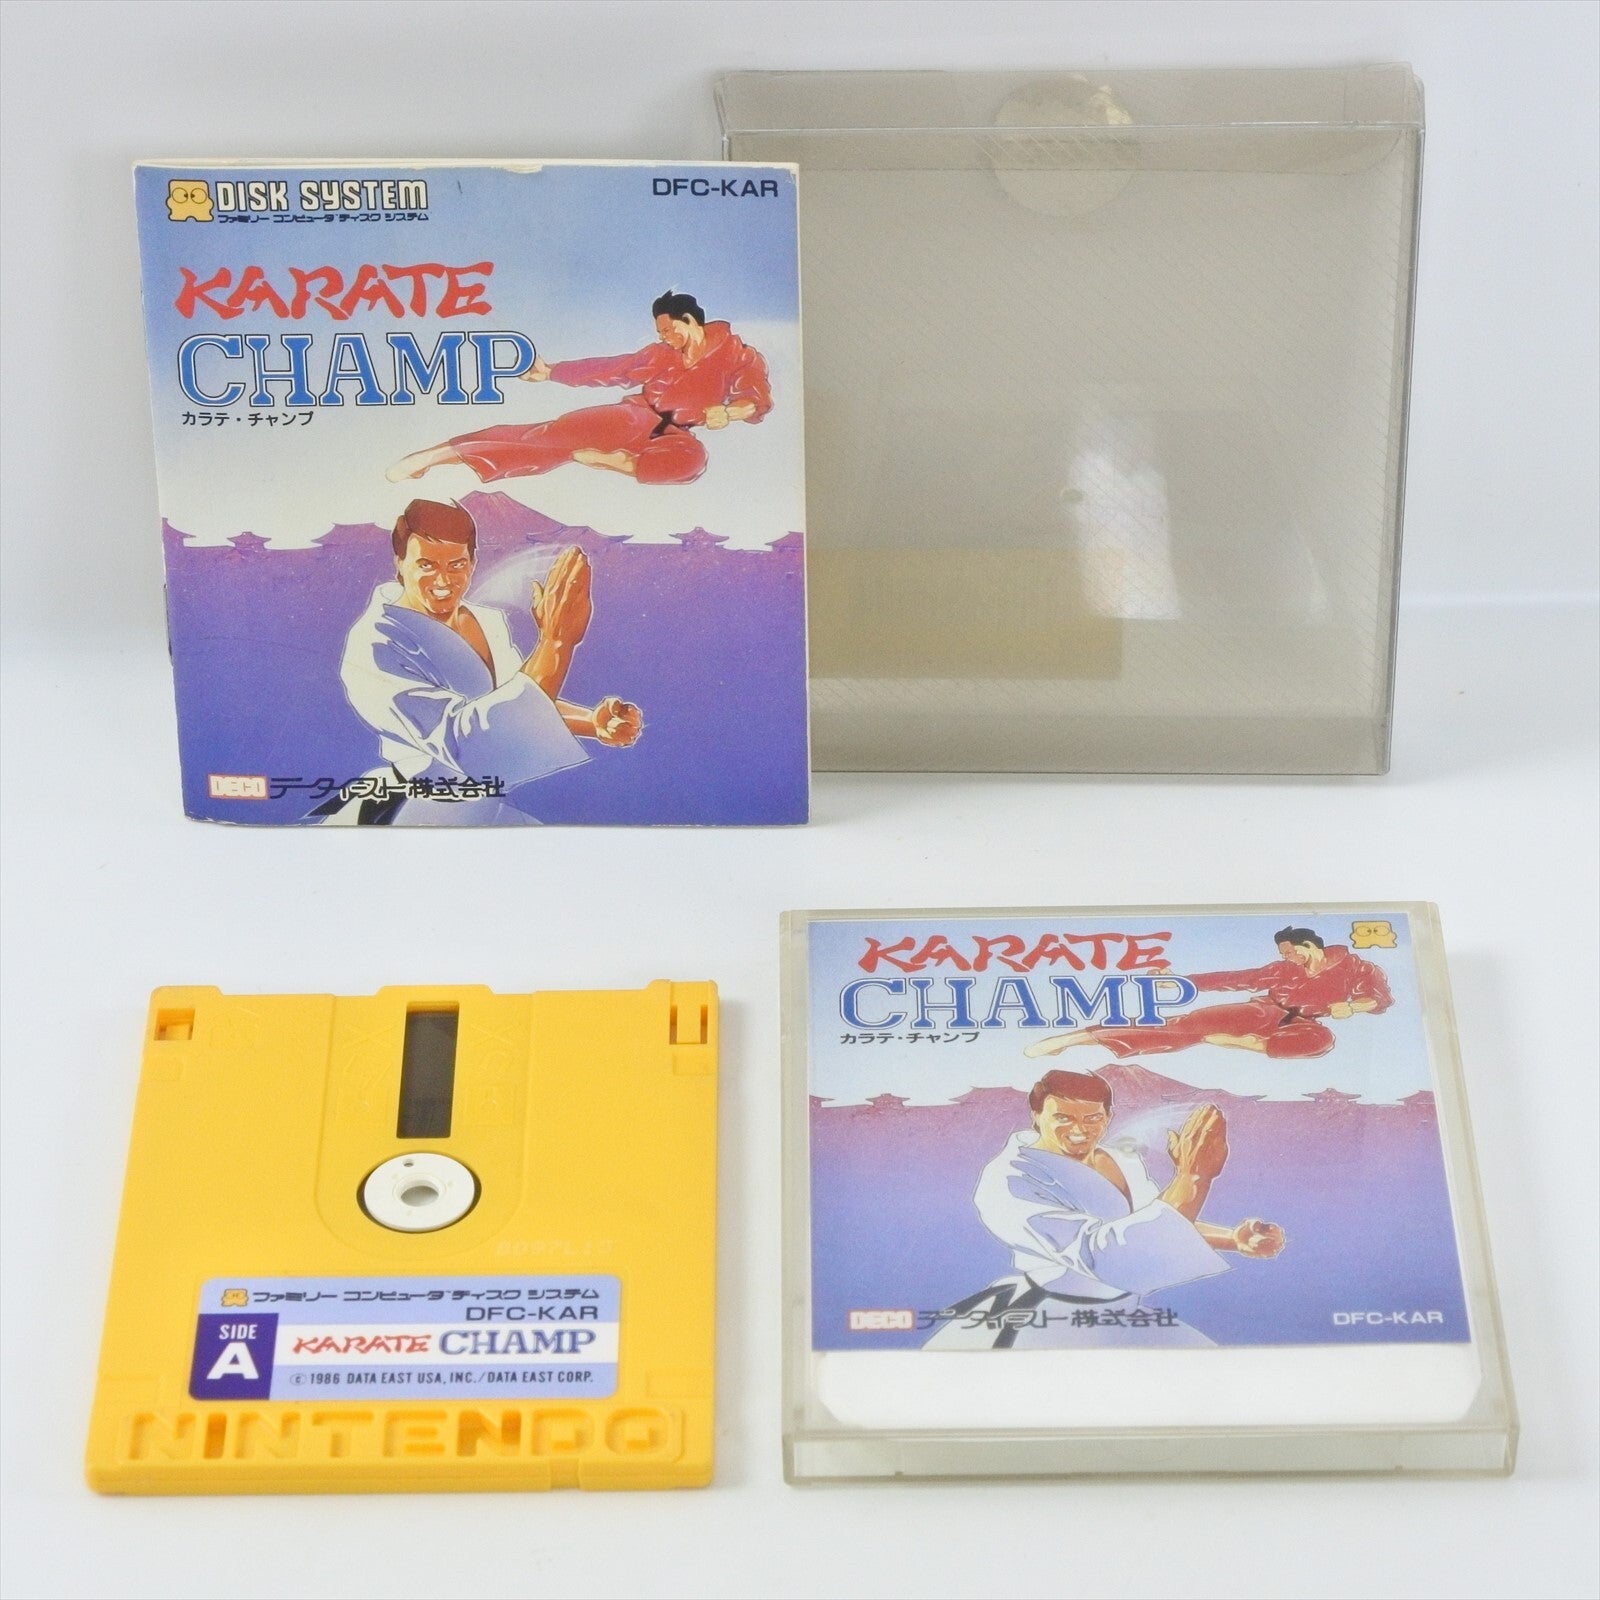 DISK SYSTEM
ファミリー コンピュータ ディスク システム
DFC-KAR
KARATE
CHAMP
カラテ・チャンプ
DECO データイースト株式会社
KARATE
CHAMP
カラテ・チャンプ
DECO データイースト株式会社
DFC-KAR
ファミリー コンピュータ ディスク システム
DFC-KAR
SIDE
A
KARATE CHAMP
© 1986 DATA EAST USA, INC./DATA EAST CORP.
NINTENDO